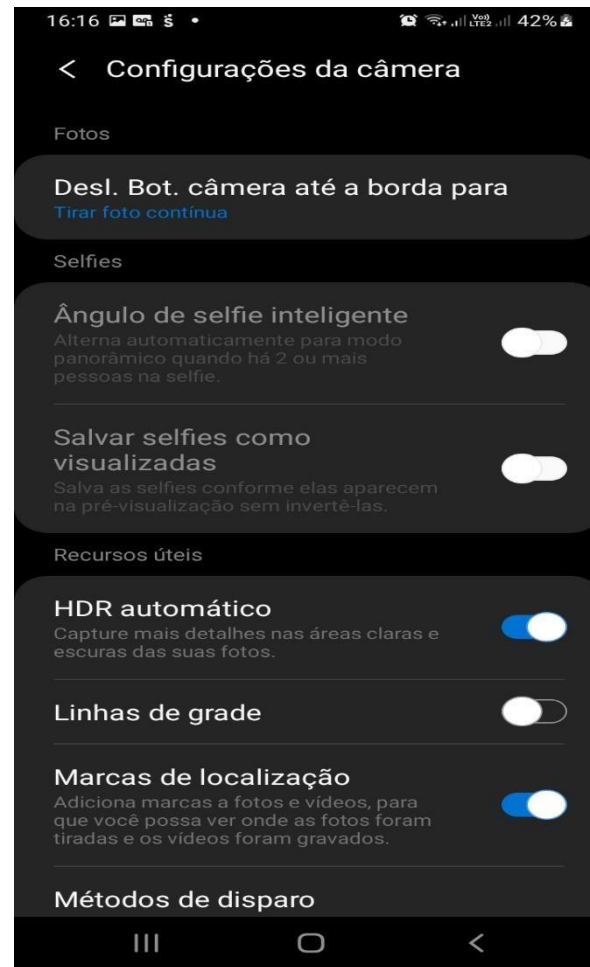 16:16 š • Vo)) LTE2 42%
Configurações da câmera
Fotos
Desl. Bot. câmera até a borda para
Tirar foto contínua
Selfies
Ângulo de selfie inteligente
Alterna automaticamente para modo
panorâmico quando há 2 ou mais
pessoas na selfie.
Salvar selfies como
visualizadas
Salva as selfies conforme elas aparecem
na pré-visualização sem invertê-las.
Recursos úteis
HDR automático
Capture mais detalhes nas áreas claras e
escuras das suas fotos.
Linhas de grade
Marcas de localização
Adiciona marcas a fotos e vídeos, para
que você possa ver onde as fotos foram
tiradas e os vídeos foram gravados.
Métodos de disparo